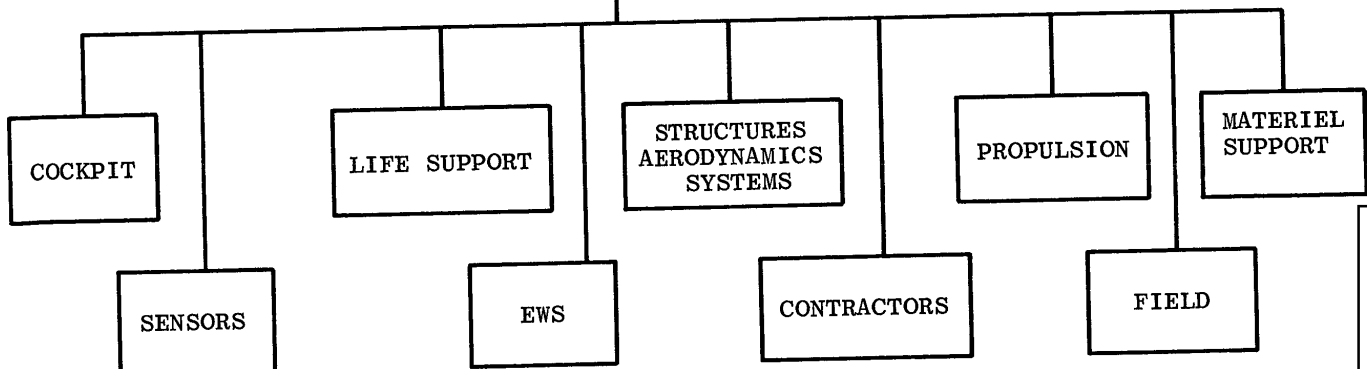 COCKPIT
LIFE SUPPORT
STRUCTURES
AERODYNAMICS
SYSTEMS
PROPULSION
MATERIEL
SUPPORT
SENSORS
EWS
CONTRACTORS
FIELD